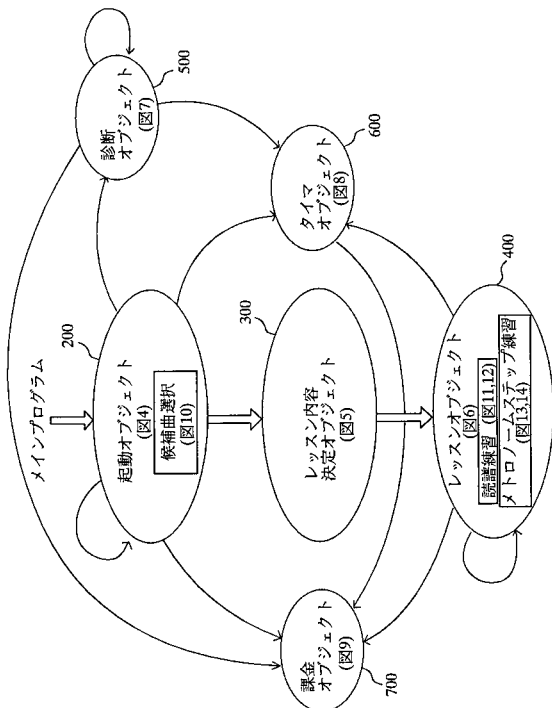 メインプログラム
200
起動オブジェクト
(図4)
候補曲選択
(図10)
500
診断
オブジェクト
(図7)
300
レッスン内容
決定オブジェクト
(図5)
600
タイマ
オブジェクト
(図8)
400
レッスンオブジェクト
(図6)
読譜練習 (図11,12)
メトロノームステップ練習
(図13,14)
課金
オブジェクト
(図9)
700